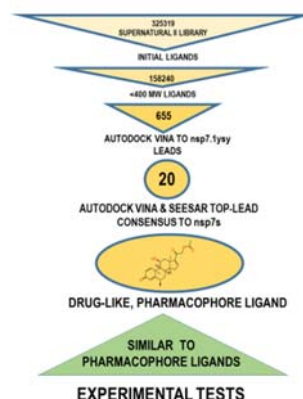 325319
SUPERNATURAL II LIBRARY
INITIAL LIGANDS
158240
<400 MW LIGANDS
655
AUTODOCK VINA TO nsp7.1ysy
LEADS
20
AUTODOCK VINA & SEESAR TOP-LEAD
CONSENSUS TO nsp7s
DRUG-LIKE, PHARMACOPHORE LIGAND
SIMILAR TO
PHARMACOPHORE LIGANDS
EXPERIMENTAL TESTS